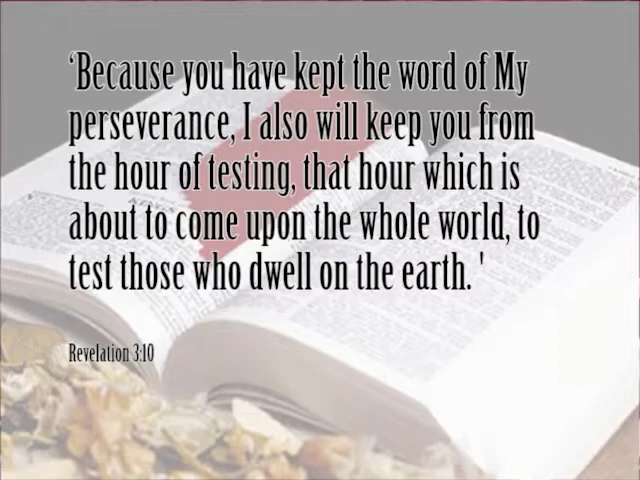 ‘Because you have kept the word of My
perseverance, I also will keep you from
the hour of testing, that hour which is
about to come upon the whole world, to
test those who dwell on the earth. '
Revelation 3:10